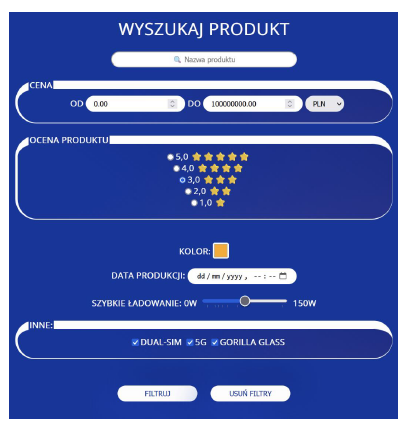 WYSZUKAJ PRODUKT
🔍 Nazwa produktu
CENA
OD 0.00 DO 100000000.00 PLN
OCENA PRODUKTU
5,0
4,0
3,0
2,0
1,0
KOLOR:
DATA PRODUKCJI: dd/mm/yyyy, --:--
SZYBKIE ŁADOWANIE: 0W 150W
INNE:
DUAL-SIM 5G GORILLA GLASS
FILTRUJ USUŃ FILTRY